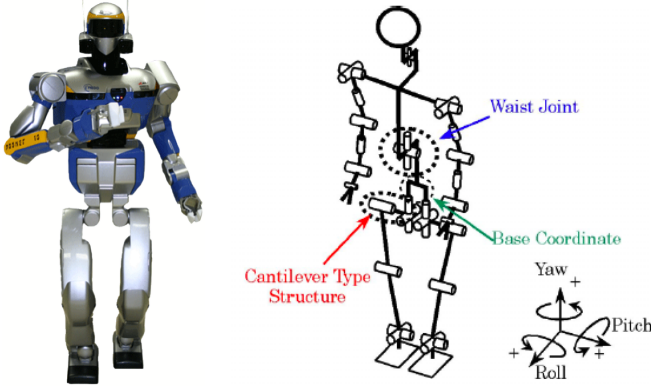 Waist Joint
Base Coordinate
Cantilever Type
Structure
Yaw
+
Pitch
+
+
Roll